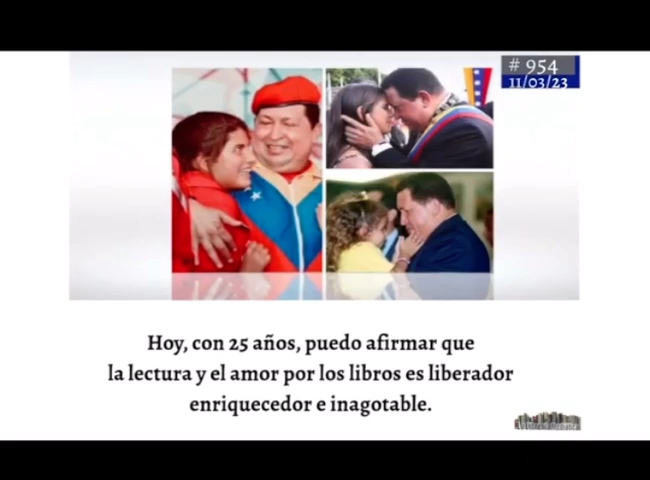 # 954
11/03/23
Hoy, con 25 años, puedo afirmar que
la lectura y el amor por los libros es liberador
enriquecedor e inagotable.